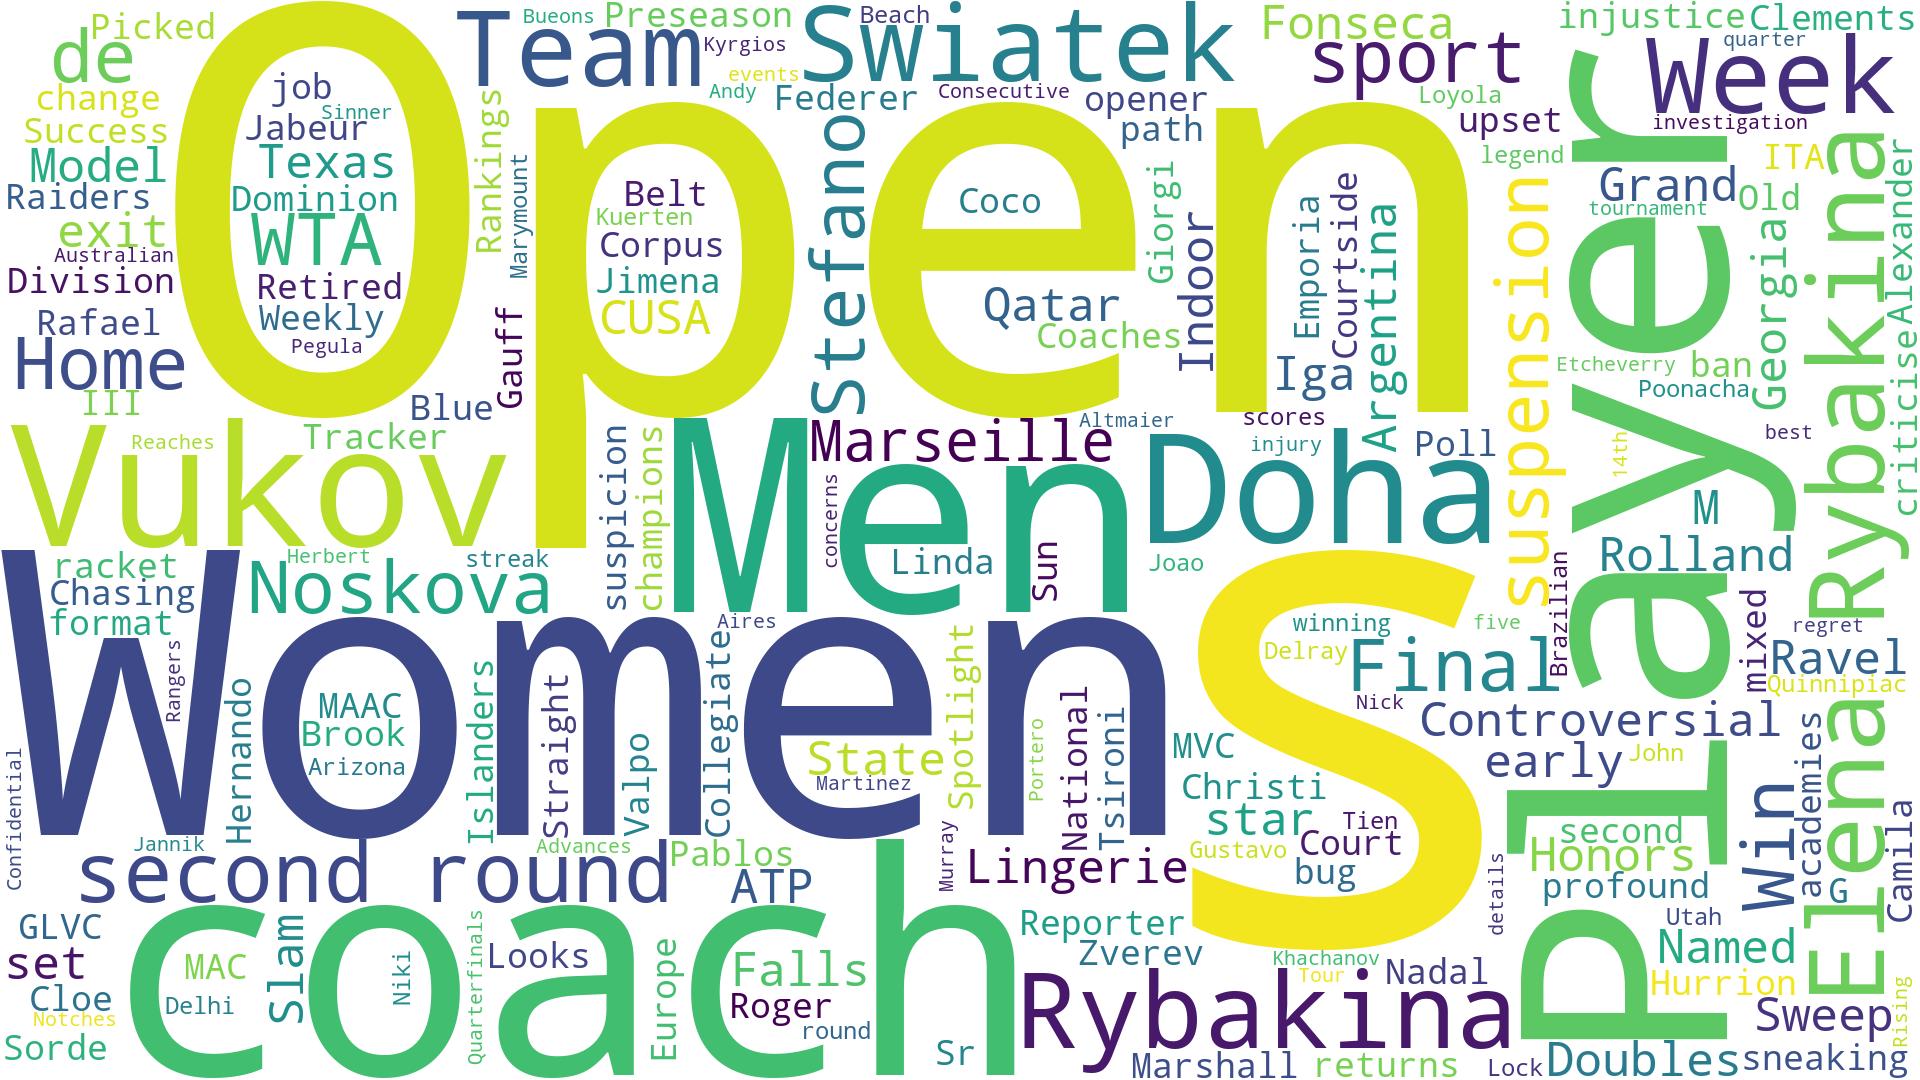 Picked
de
change
Success
Model
Raiders
exit
Australian
Division
Rafael
Home
III
Open
job
Sinner
Jabeur
Texas
Dominion
WTA
Retired
Weekly
Pegula
Blue
Team
Bueons
Preseason
Kyrgios
events
Andy
Rankings
Marymount
Gauff
Belt
Kuerten
Corpus
Jimena
CUSA
Swiatek
Beach
Federer
Consecutive
Stefano
Coco
Qatar
Coaches
opener
path
Giorgi
Indoor
Fonseca
sport
Loyola
upset
legend
Emporia
Courtside
Argentina
Iga
scores
injury
Poll
injustice
Clements
quarter
Week
investigation
ITA
Grand
tournament
Old
Georgia
Alexander
criticise
Etcheverry
ban
Poonacha
best
14th
suspension
Player
Rybakina
Elena
Vukov
Reaches
Tracker
Men
Marseille
Altmaier
Doha
suspicion
champions
concerns
Linda
Sun
Joao
M
Rolland
Brazilian
mixed
regret
Ravel
Quinnipiac
racket
Chasing
format
Herbert
streak
Noskova
Women
Rangers
Hernando
MAAC
Brook
Arizona
Islanders
Straight
Valpo
Collegiate
Aires
State
Martinez
Spotlight
Portero
National
Tsironi
S
winning
five
Delray
Final
Nick
Controversial
early
John
MVC
Christi
star
Tien
Court
Gustavo
bug
Confidential
Jannik
Advances
Pablos
second round
ATP
Murray
Lingerie
second
Honors
profound
Win
academies
G
Camila
Utah
Named
Hurrion
details
coach
GLVC
set
MAC
Cloe
Delhi
Notches
Sorde
Slam
Niki
Quarterfinals
Looks
Europe
Falls
Roger
round
Sr
Reporter
Zverev
Khachanov
Tour
Nadal
Rybakina
Marshall
returns
Lock
Doubles
Sweep
sneaking
Rising